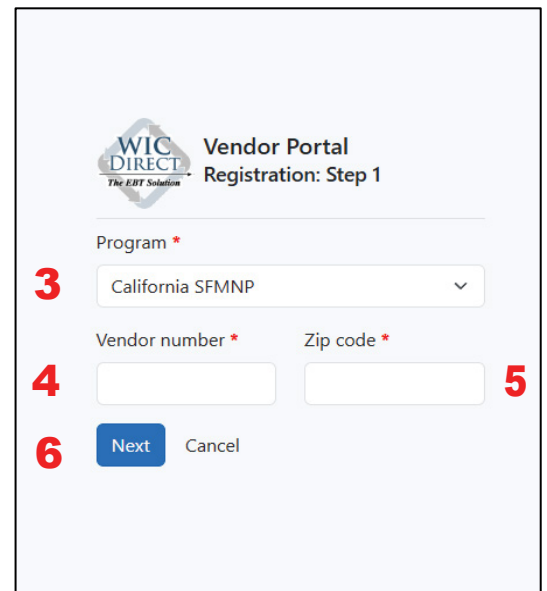 WIC
DIRECT
The EBT Solution
Vendor Portal
Registration: Step 1
Program *
3
California SFMNP
Vendor number * Zip code *
4 5
6 Next Cancel